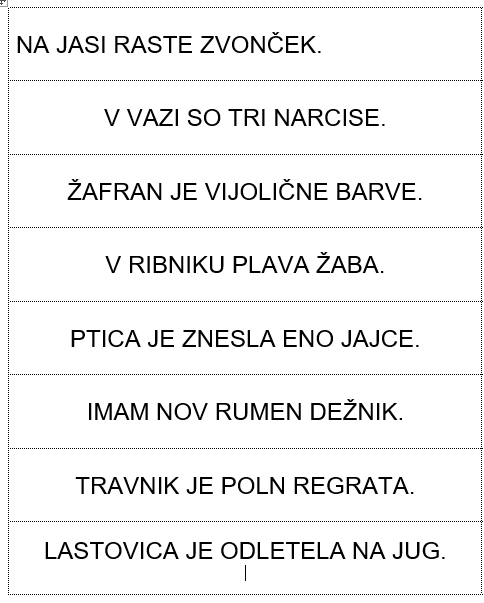 NA JASI RASTE ZVONČEK.
V VAZI SO TRI NARCISE.
ŽAFRAN JE VIJOLIČNE BARVE.
V RIBNIKU PLAVA ŽABA.
PTICA JE ZNESLA ENO JAJCE.
IMAM NOV RUMEN DEŽNIK.
TRAVNIK JE POLN REGRATA.
LASTOVICA JE ODLETELA NA JUG.